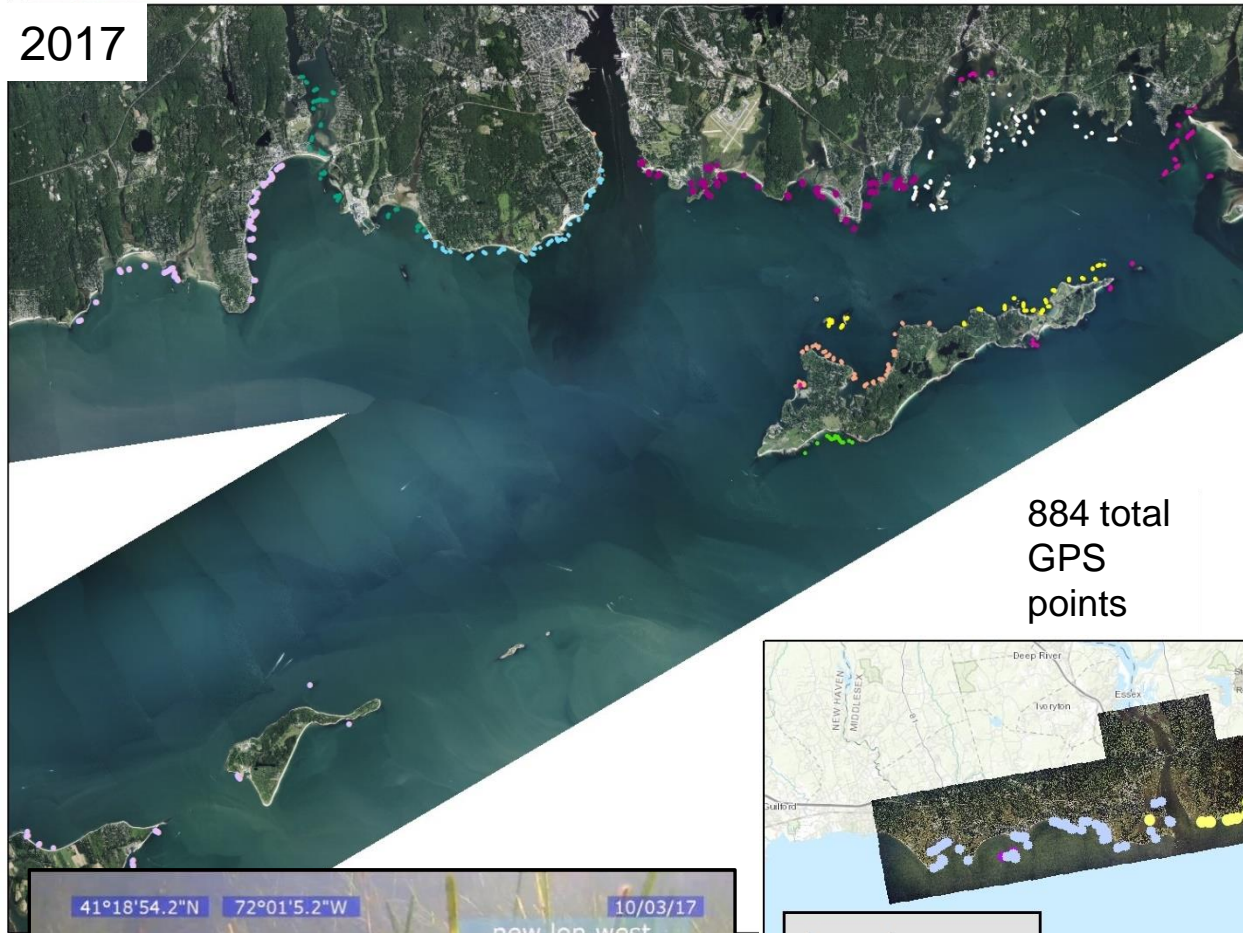 2017
884 total
GPS
points
Deep River
Essex
Ivoryton
NEW HAVEN
MIDDLESEX
81
Guilford
41°18'54.2"N 72°01'5.2"W 10/03/17
new lon west